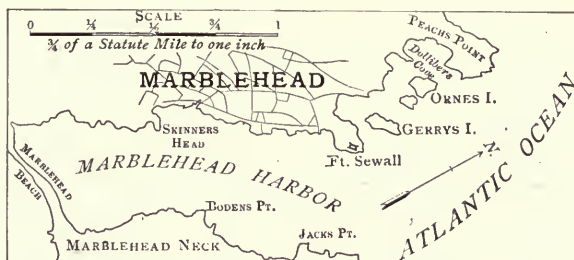 SCALE
0 ¼ ½ ¾ 1
¾ of a Statute Mile to one inch
PEACHS POINT
Dollibers
Cove
MARBLEHEAD
ORNES I.
GERRYS I.
SKINNERS
HEAD
Ft. Sewall
N
MARBLEHEAD
BEACH
MARBLEHEAD HARBOR
ATLANTIC OCEAN
BODENS PT.
JACKS PT.
MARBLEHEAD NECK